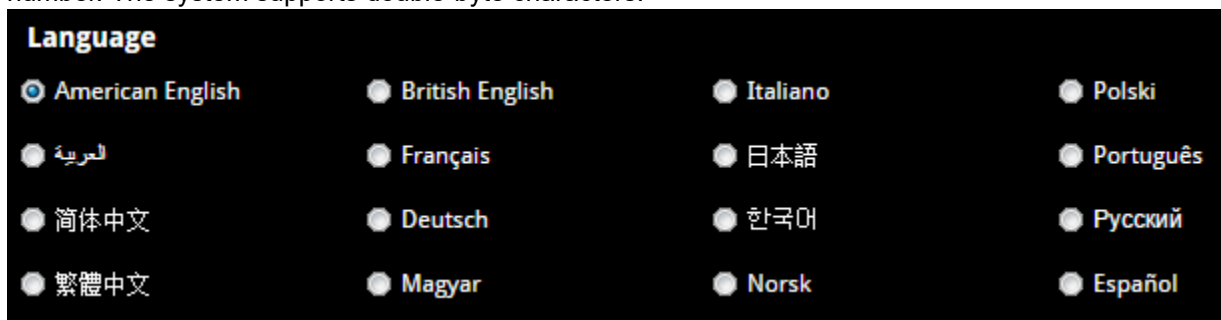 number. The system supports double-byte characters.
Language
American English British English Italiano Polski
العربية Français 日本語 Português
简体中文 Deutsch 한국어 Русский
繁體中文 Magyar Norsk Español